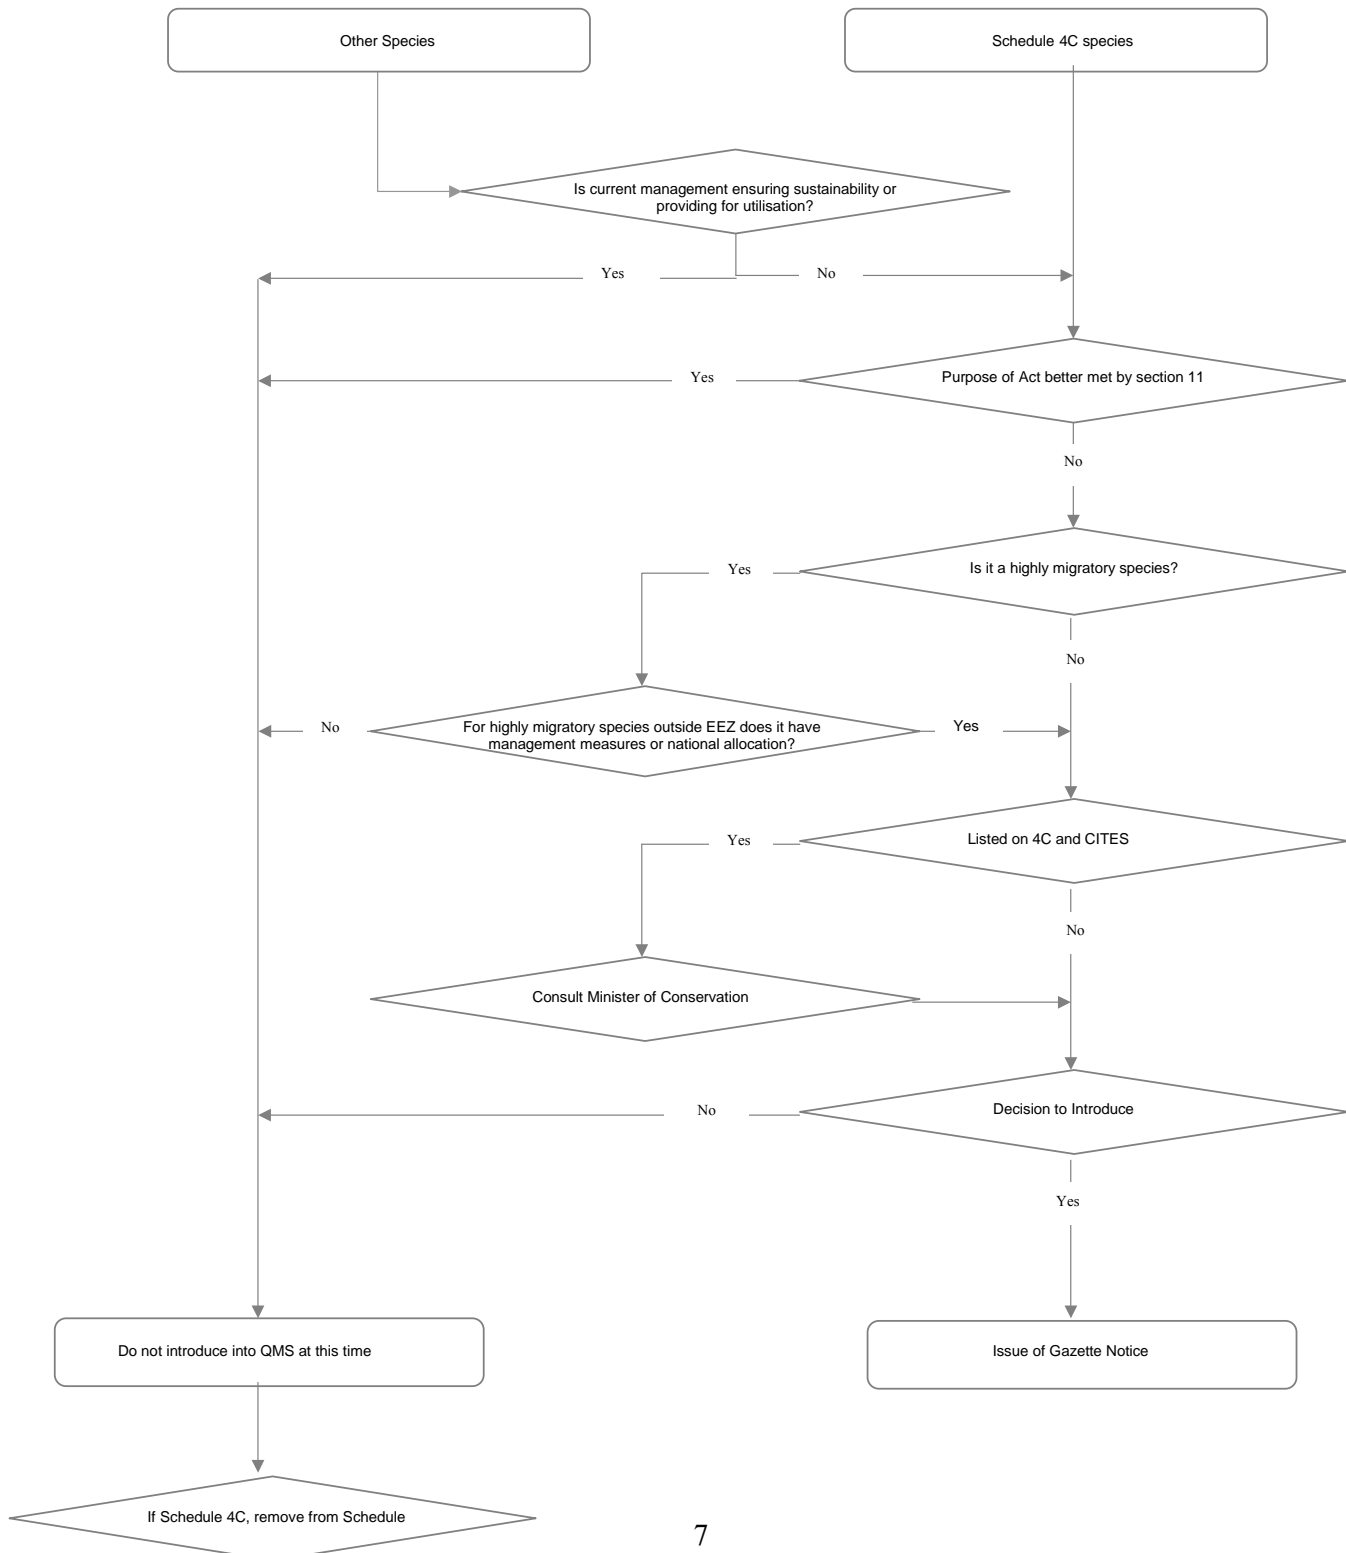 Other Species
Schedule 4C species
Is current management ensuring sustainability or
providing for utilisation?
Yes
No
Yes
Purpose of Act better met by section 11
No
Yes
Is it a highly migratory species?
No
No
For highly migratory species outside EEZ does it have
management measures or national allocation?
Yes
Yes
Listed on 4C and CITES
No
Consult Minister of Conservation
No
Decision to Introduce
Yes
Do not introduce into QMS at this time
Issue of Gazette Notice
If Schedule 4C, remove from Schedule
7